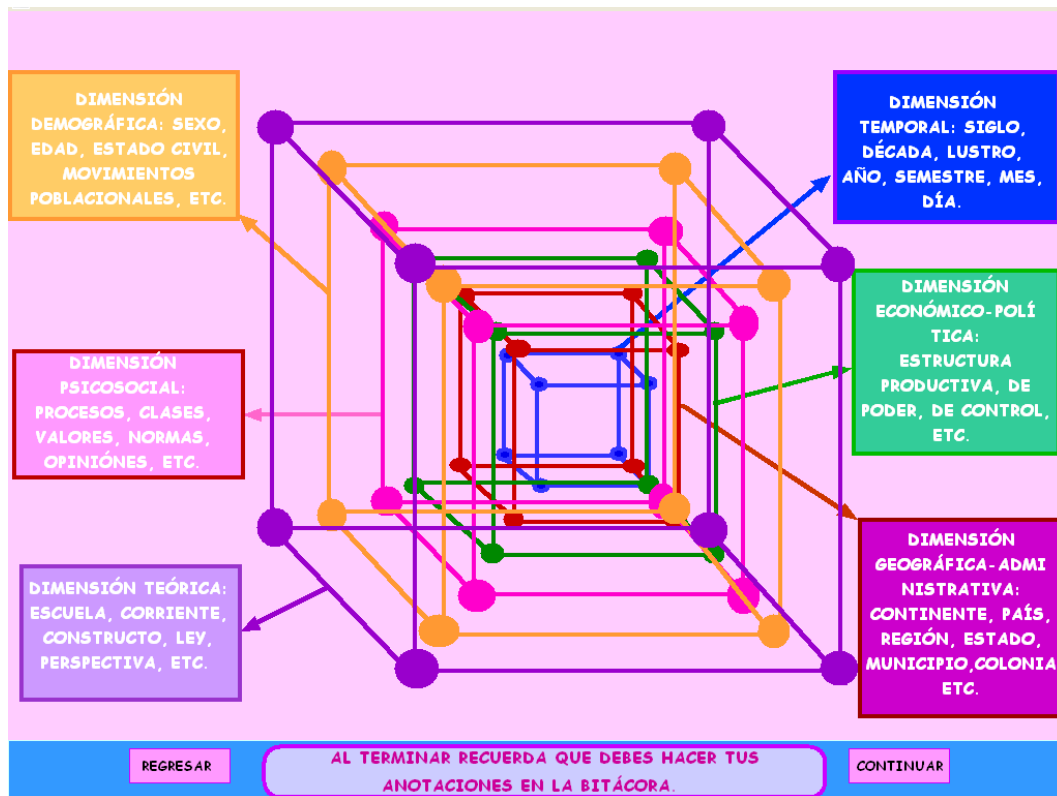 DIMENSIÓN
DEMOGRÁFICA: SEXO,
EDAD, ESTADO CIVIL,
MOVIMIENTOS
POBLACIONALES, ETC.
DIMENSIÓN
TEMPORAL: SIGLO,
DÉCADA, LUSTRO,
AÑO, SEMESTRE, MES,
DÍA.
DIMENSIÓN
PSICOSOCIAL:
PROCESOS, CLASES,
VALORES, NORMAS,
OPINIÓNES, ETC.
DIMENSIÓN
ECONÓMICO-POLÍ
TICA:
ESTRUCTURA
PRODUCTIVA, DE
PODER, DE CONTROL,
ETC.
DIMENSIÓN TEÓRICA:
ESCUELA, CORRIENTE,
CONSTRUCTO, LEY,
PERSPECTIVA, ETC.
DIMENSIÓN
GEOGRÁFICA-ADMI
NISTRATIVA:
CONTINENTE, PAÍS,
REGIÓN, ESTADO,
MUNICIPIO,COLONIA
ETC.
REGRESAR
AL TERMINAR RECUERDA QUE DEBES HACER TUS
ANOTACIONES EN LA BITÁCORA.
CONTINUAR